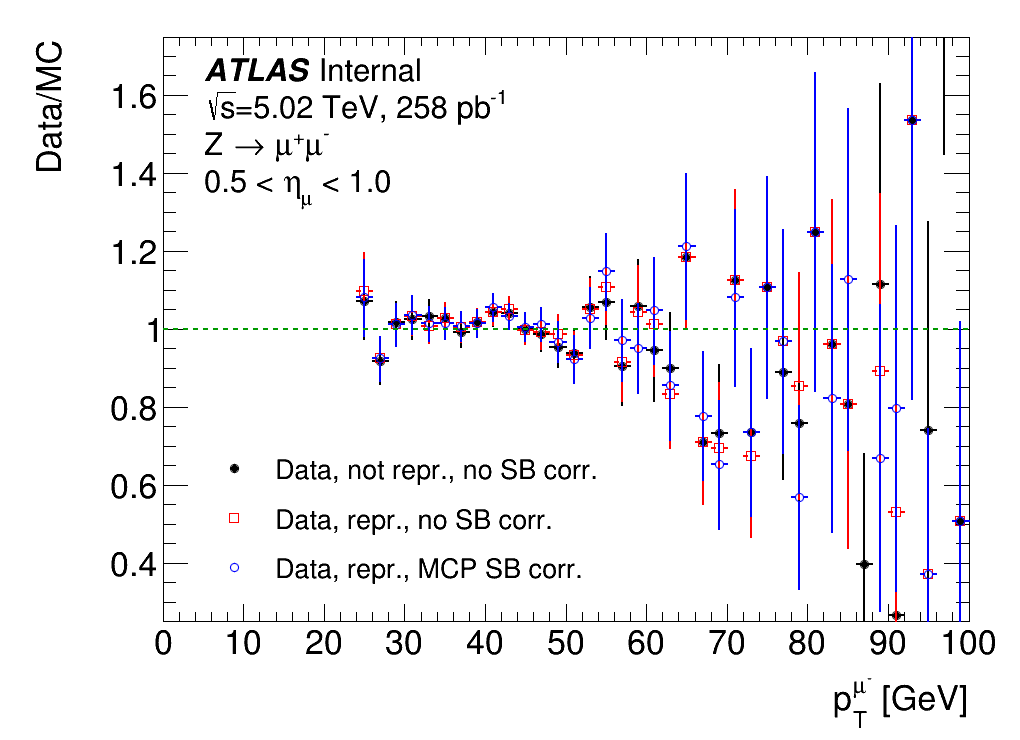 Data/MC
ATLAS Internal
√s=5.02 TeV, 258 pb⁻¹
Z → μ⁺μ⁻
0.5 < ημ < 1.0
1.6
1.4
1.2
1
0.8
0.6
0.4
Data, not repr., no SB corr.
Data, repr., no SB corr.
Data, repr., MCP SB corr.
0 10 20 30 40 50 60 70 80 90 100
p_T^μ⁻ [GeV]